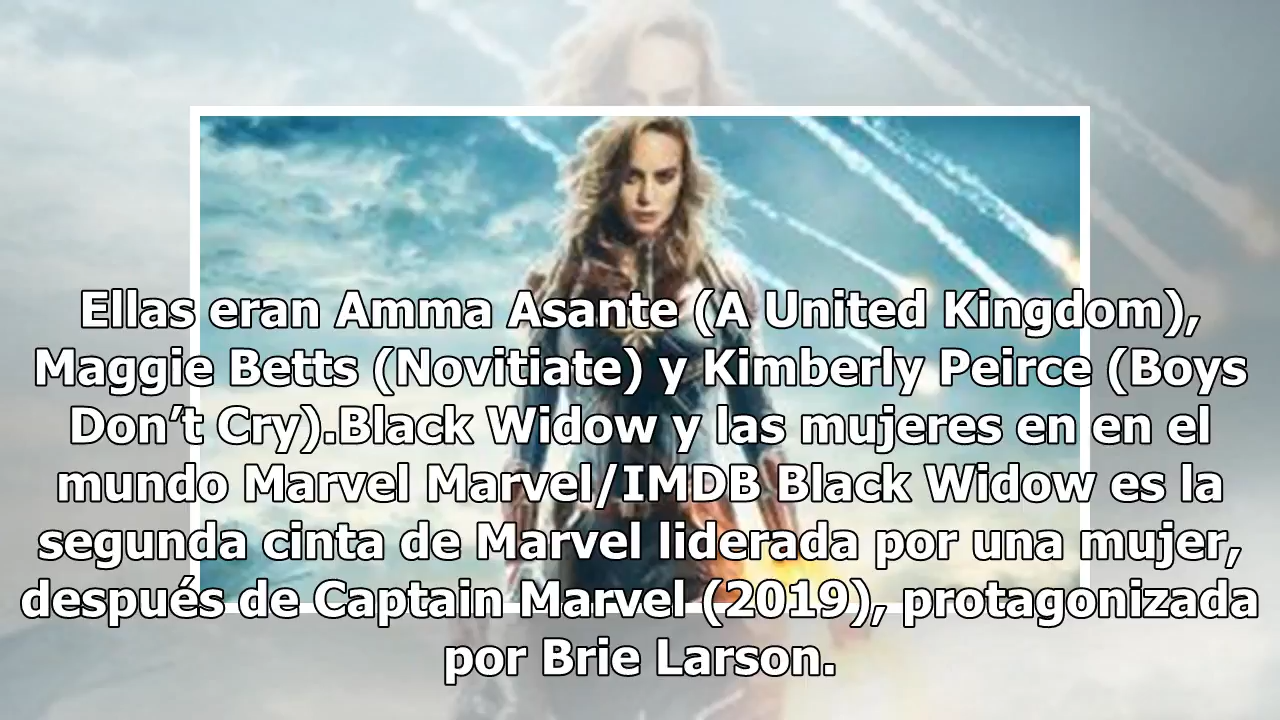 Ellas eran Amma Asante (A United Kingdom),
Maggie Betts (Novitiate) y Kimberly Peirce (Boys
Don’t Cry).Black Widow y las mujeres en en el
mundo Marvel Marvel/IMDB Black Widow es la
segunda cinta de Marvel liderada por una mujer,
después de Captain Marvel (2019), protagonizada
por Brie Larson.